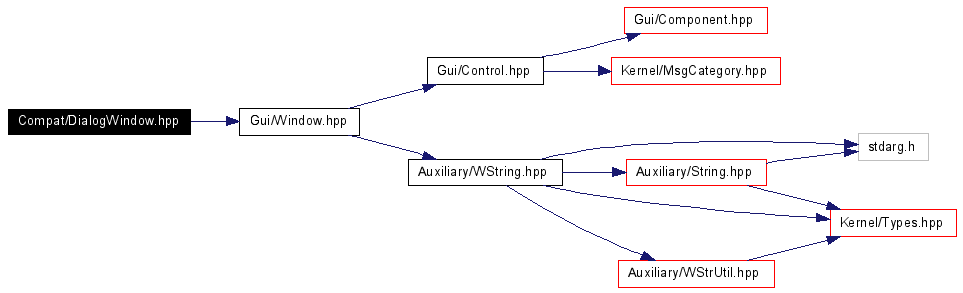 Gui/Component.hpp
Gui/Control.hpp
Kernel/MsgCategory.hpp
Compat/DialogWindow.hpp
Gui/Window.hpp
stdarg.h
Auxiliary/WString.hpp
Auxiliary/String.hpp
Kernel/Types.hpp
Auxiliary/WStrUtil.hpp